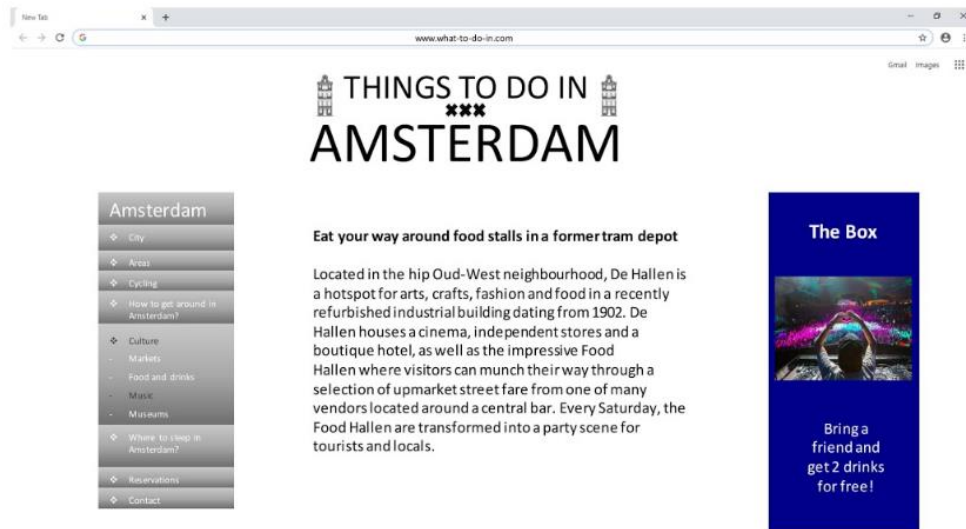 New Tab
www.what-to-do-in.com
Gmail Images
THINGS TO DO IN
XXX
AMSTERDAM
Amsterdam
City
Areas
Cycling
How to get around in
Amsterdam?
Culture
- Markets
- Food and drinks
- Music
- Museums
Where to sleep in
Amsterdam?
Reservations
Contact
Eat your way around food stalls in a former tram depot
Located in the hip Oud-West neighbourhood, De Hallen is
a hotspot for arts, crafts, fashion and food in a recently
refurbished industrial building dating from 1902. De
Hallen houses a cinema, independent stores and a
boutique hotel, as well as the impressive Food
Hallen where visitors can munch their way through a
selection of upmarket street fare from one of many
vendors located around a central bar. Every Saturday, the
Food Hallen are transformed into a party scene for
tourists and locals.
The Box
Bring a
friend and
get 2 drinks
for free!